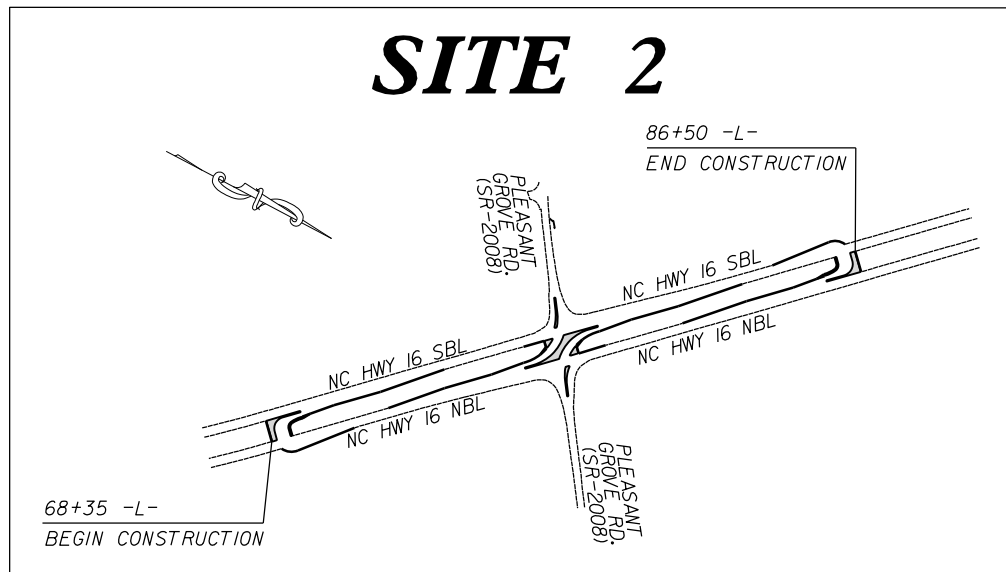 SITE 2
86+50 -L-
END CONSTRUCTION
PLEASANT
GROVE RD.
(SR-2008)
NC HWY 16 SBL
NC HWY 16 NBL
NC HWY 16 SBL
NC HWY 16 NBL
PLEASANT
GROVE RD.
(SR-2008)
68+35 -L-
BEGIN CONSTRUCTION